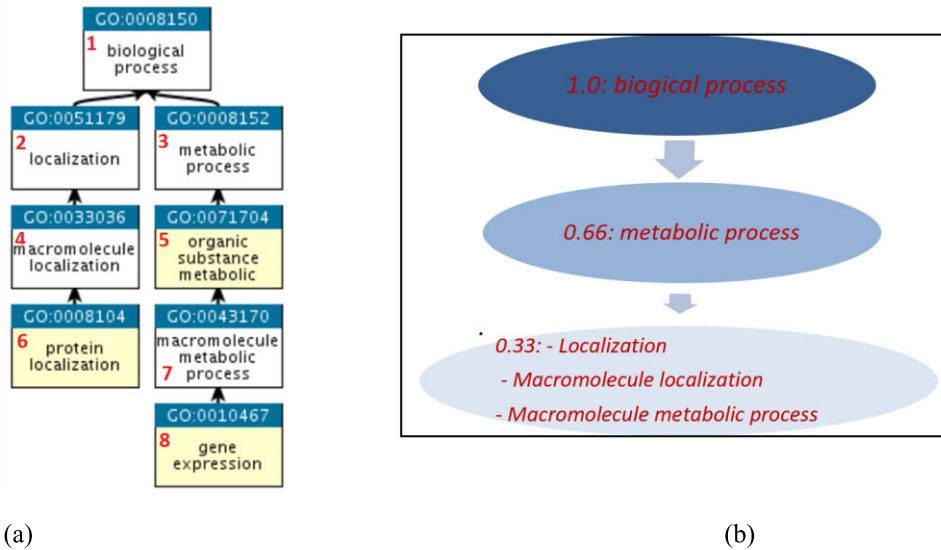 GO:0008150
1
biological
process
GO:0051179
2
localization
GO:0008152
3
metabolic
process
GO:0033036
4
macromolecule
localization
GO:0071704
5
organic
substance
metabolic
GO:0008104
6
protein
localization
GO:0043170
macromolecule
metabolic
7 process
GO:0010467
8
gene
expression
(a)
1.0: biogical process
0.66: metabolic process
0.33: - Localization
- Macromolecule localization
- Macromolecule metabolic process
(b)